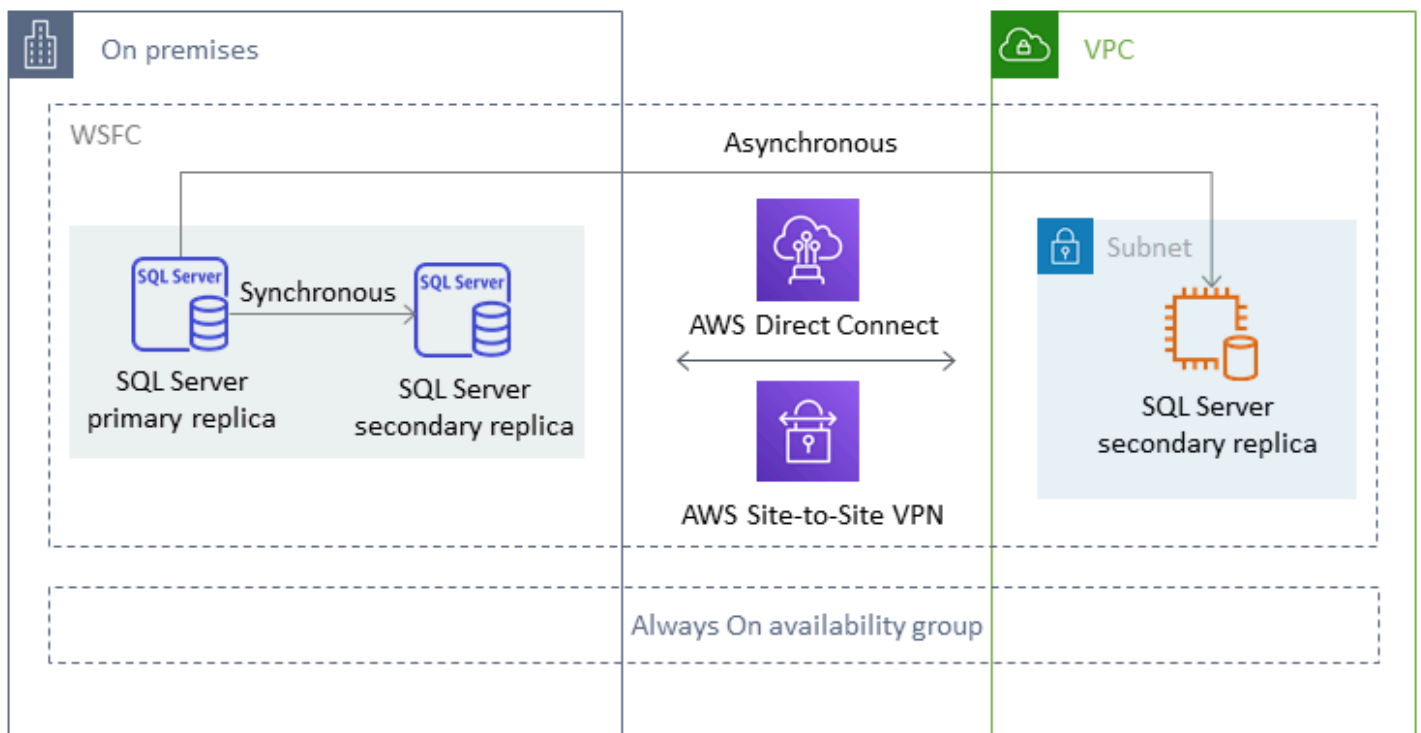 On premises
VPC
WSFC
Asynchronous
SQL Server
Synchronous
SQL Server
SQL Server
primary replica
SQL Server
secondary replica
AWS Direct Connect
AWS Site-to-Site VPN
Subnet
SQL Server
secondary replica
Always On availability group